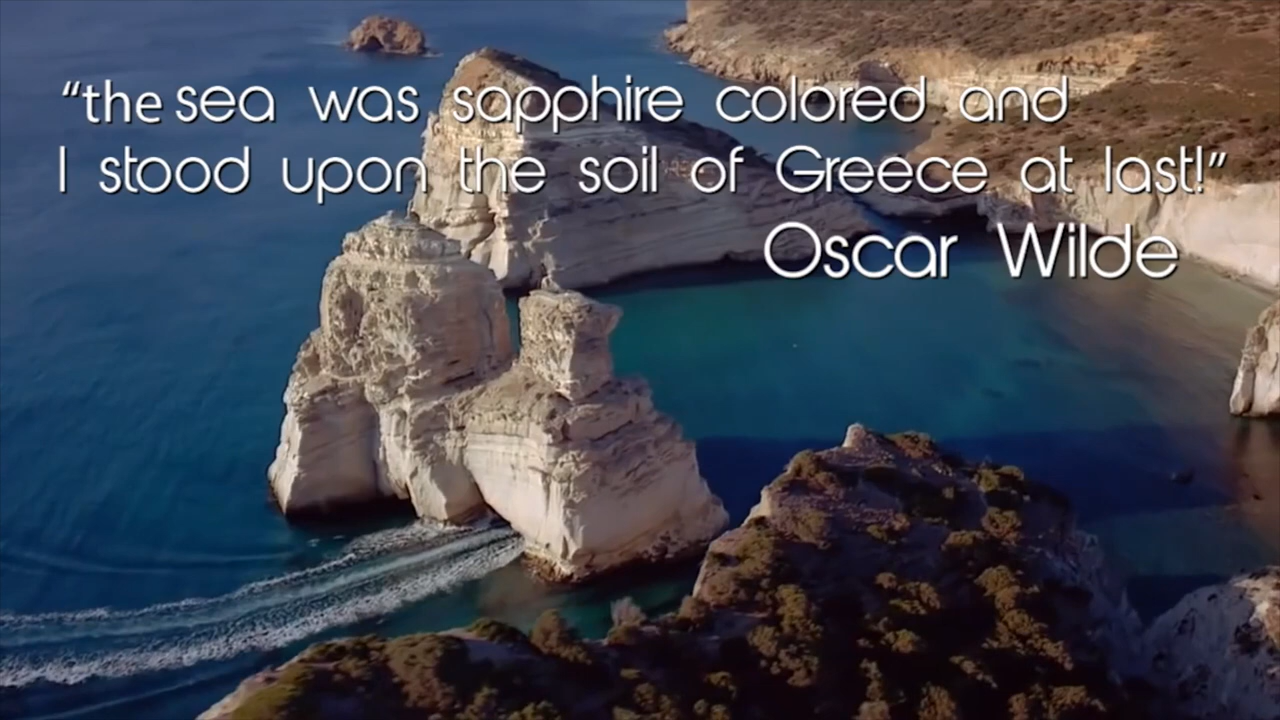 “the sea was sapphire colored and
I stood upon the soil of Greece at last!”
Oscar Wilde